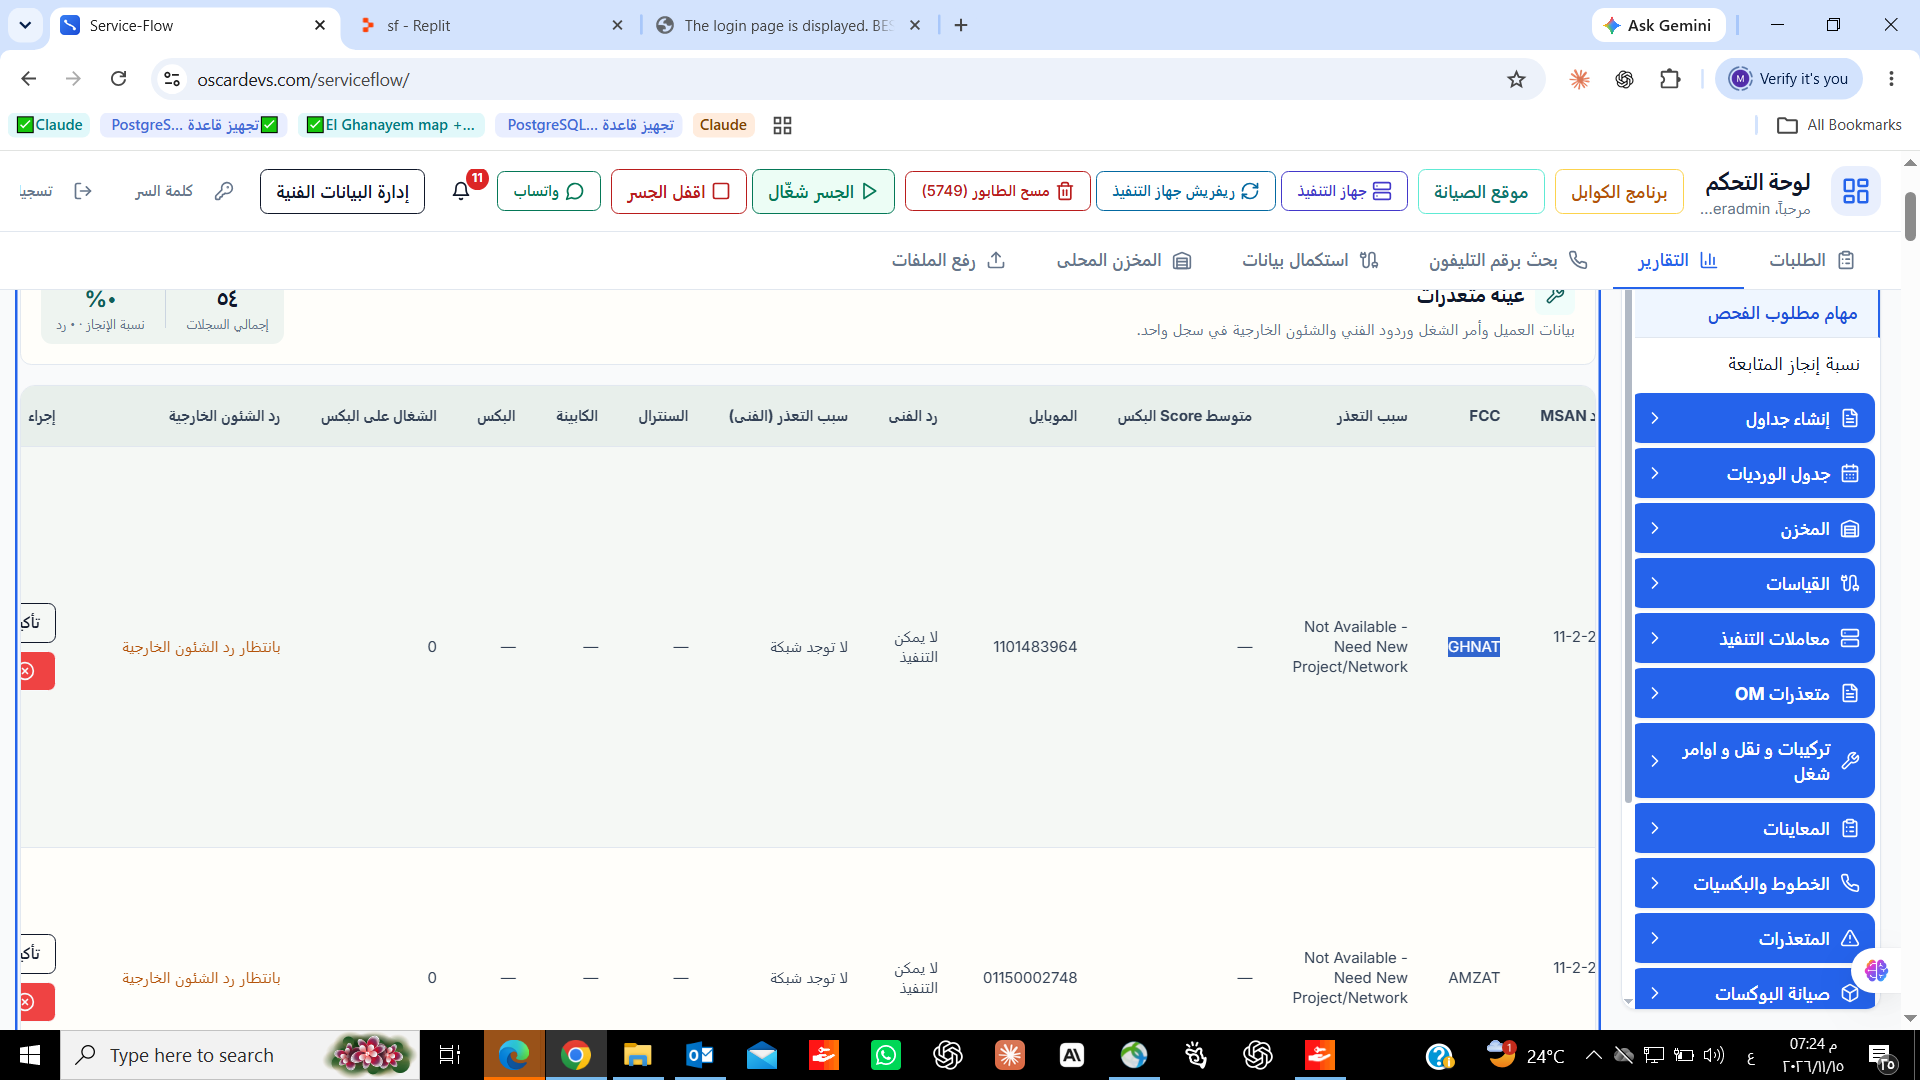 Service-Flow
sf - Replit
The login page is displayed. BES
Ask Gemini
oscardevs.com/serviceflow/
Verify it's you
✅Claude
PostgreS... تجهيز قاعدة✅
✅El Ghanayem map +...
PostgreSQL... تجهيز قاعدة
Claude
All Bookmarks
لوحة التحكم
مرحباً، eradmin...
برنامج الكوابل
موقع الصيانة
جهاز التنفيذ
ريفريش جهاز التنفيذ
مسح الطابور (5749)
الجسر شغّال
اقفل الجسر
واتساب
11
إدارة البيانات الفنية
كلمة السر
تسجيا
الطلبات
التقارير
بحث برقم التليفون
استكمال بيانات
المخزن المحلى
رفع الملفات
مهام مطلوب الفحص
نسبة إنجاز المتابعة
إنشاء جداول
جدول الورديات
المخزن
القياسات
معاملات التنفيذ
متعذرات OM
تركيبات و نقل و اوامر شغل
المعاينات
الخطوط والبكسيات
المتعذرات
صيانة البوكسات
عينة متعذرات
بيانات العميل وأمر الشغل وردود الفني والشئون الخارجية في سجل واحد.
٥٤
إجمالي السجلات
٠%
نسبة الإنجاز · ٠ رد
د MSAN
FCC
سبب التعذر
متوسط Score البكس
الموبايل
رد الفنى
سبب التعذر (الفنى)
السنترال
الكابينة
البكس
الشغال على البكس
رد الشئون الخارجية
إجراء
11-2-2
GHNAT
Not Available - Need New Project/Network
—
1101483964
لا يمكن التنفيذ
لا توجد شبكة
—
—
—
0
بانتظار رد الشئون الخارجية
تأكي
11-2-2
AMZAT
Not Available - Need New Project/Network
—
01150002748
لا يمكن التنفيذ
لا توجد شبكة
—
—
—
0
بانتظار رد الشئون الخارجية
تأكي
Type here to search
1
24°C
ع
07:24 م
٢٠٢٦/١١/١٥
٢٥